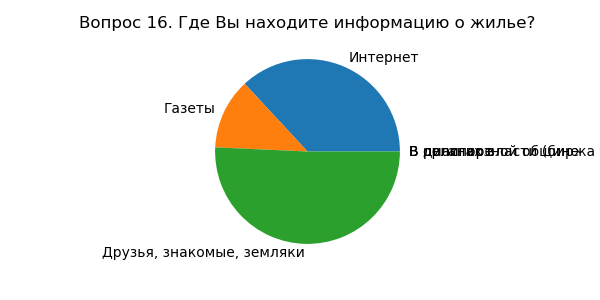 Вопрос 16. Где Вы находите информацию о жилье?
Интернет
Газеты
Друзья, знакомые, земляки